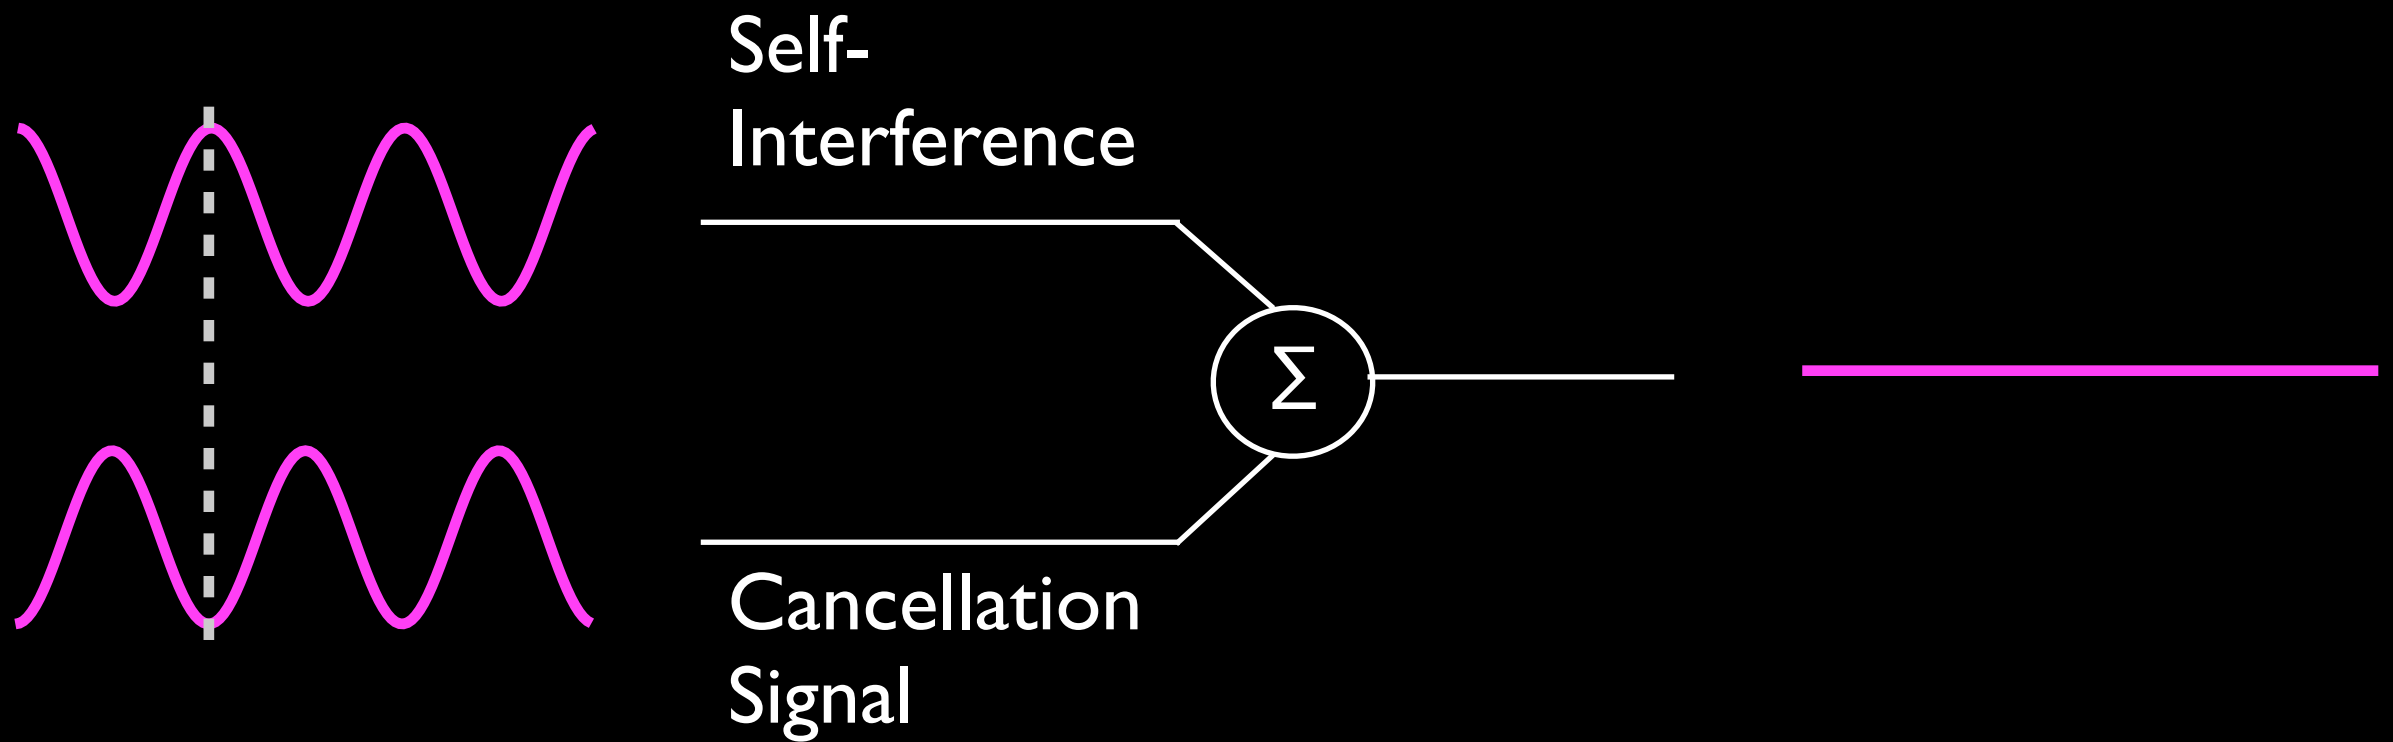 Self-
Interference
Σ
Cancellation
Signal